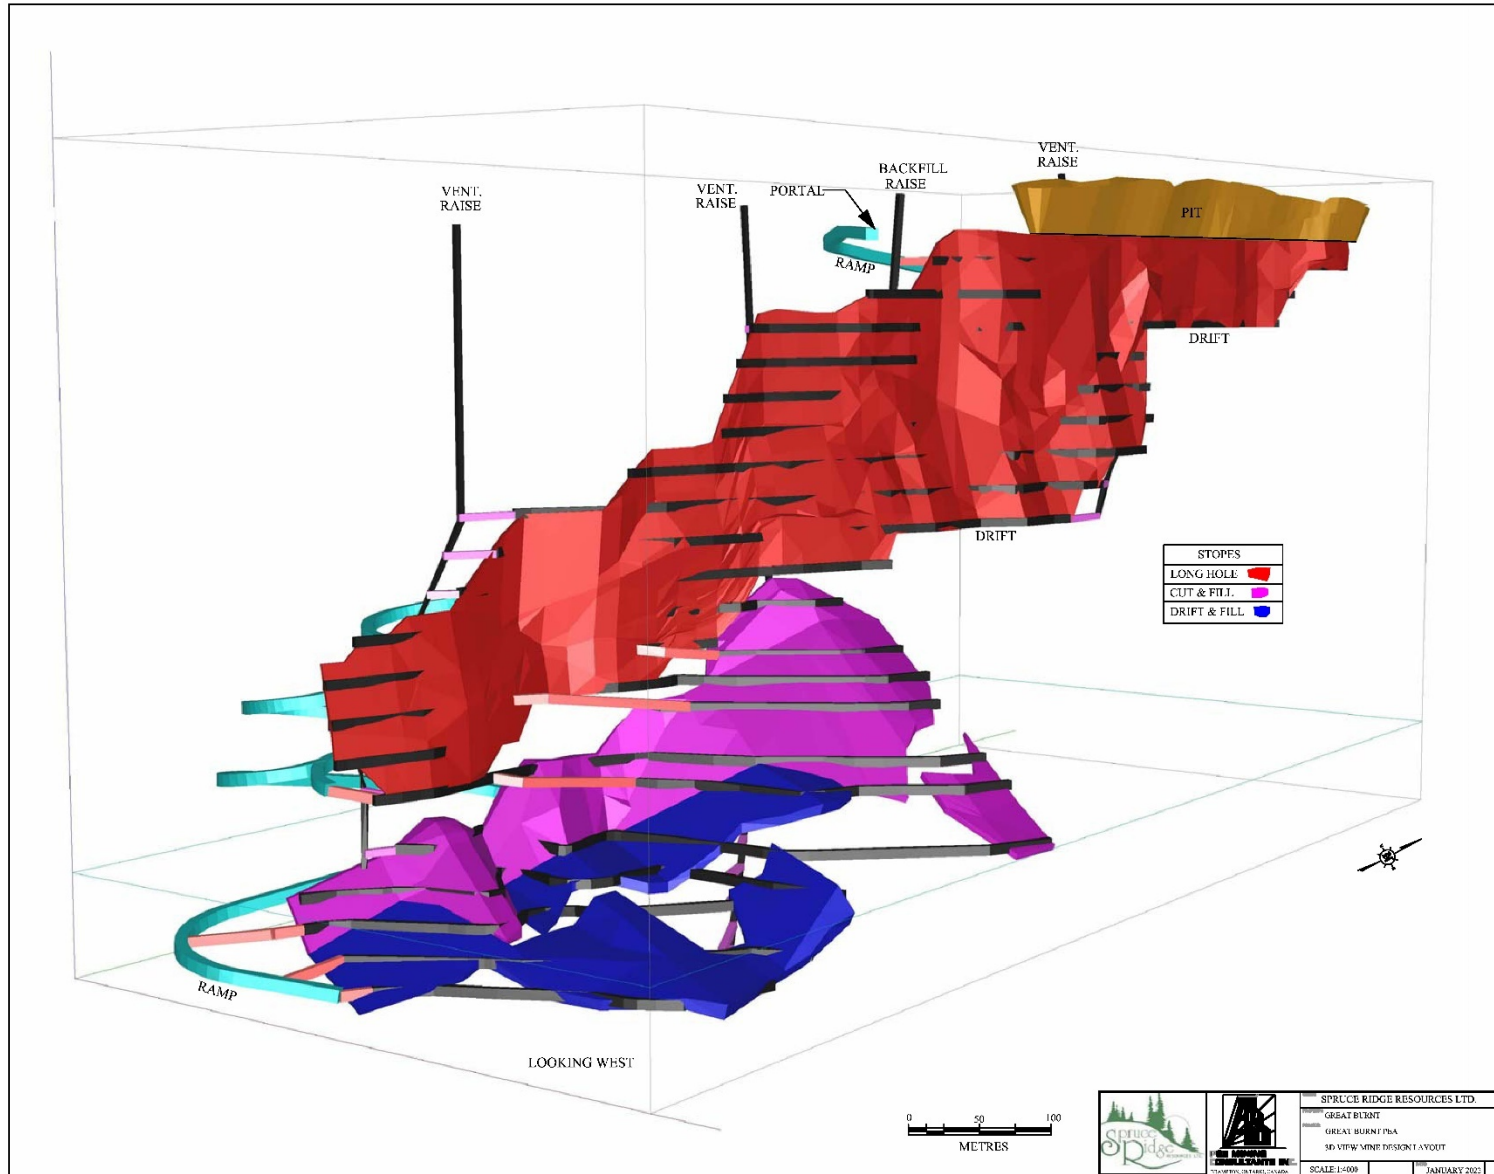 VENT.
RAISE
BACKFILL
RAISE
VENT.
RAISE
VENT.
RAISE
PORTAL
PIT
RAMP
DRIFT
DRIFT
STOPES
LONG HOLE
CUT & FILL
DRIFT & FILL
RAMP
LOOKING WEST
0 50 100
METRES
Spruce
Ridge
SPRUCE RIDGE RESOURCES LTD.
GREAT BURNT
GREAT BURNT PEA
3D VIEW MINE DESIGN LAYOUT
SCALE:1:4000
JANUARY 2023